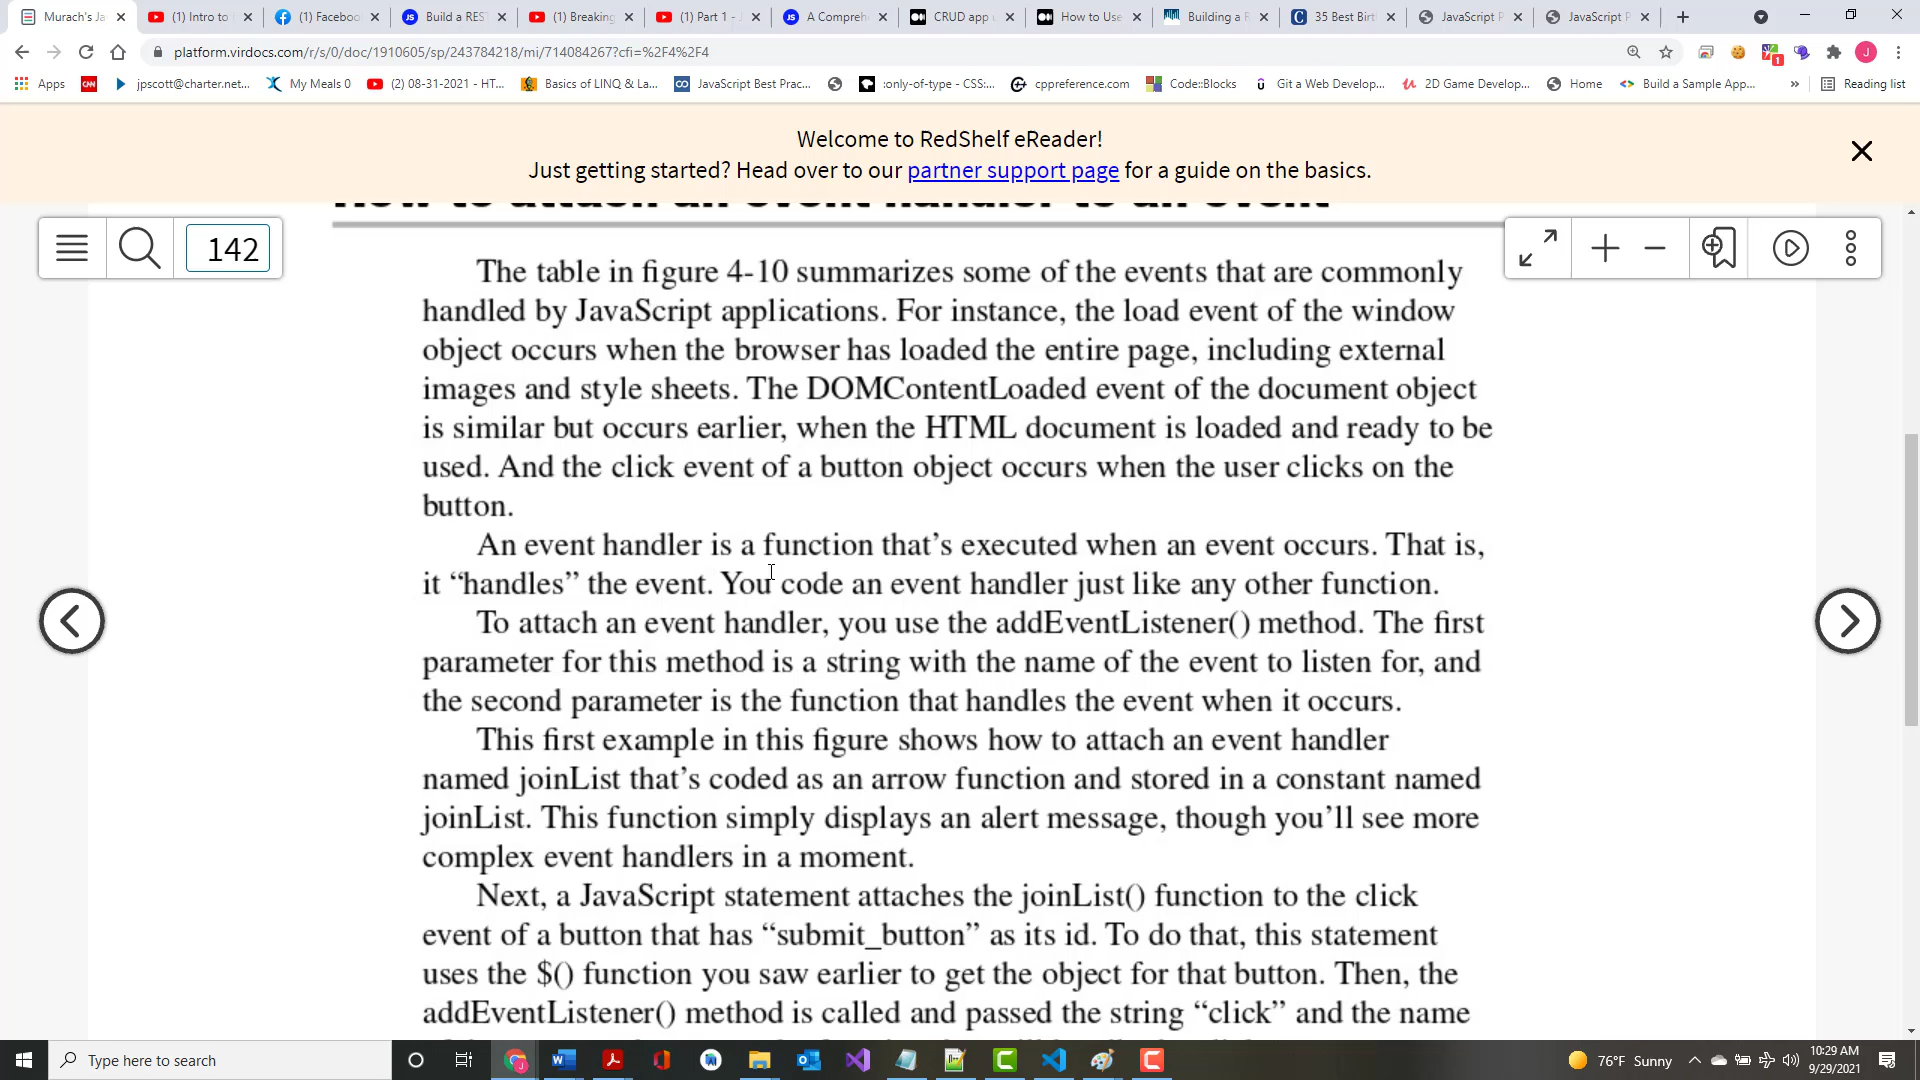 Murach's Ja
(1) Intro to
(1) Faceboo
Build a RES
(1) Breaking
(1) Part 1 -
A Compreh
CRUD app u
How to Use
Building a R
35 Best Birt
JavaScript P
JavaScript P
platform.virdocs.com/r/s/0/doc/1910605/sp/243784218/mi/714084267?cfi=%2F4%2F4
J
1
Apps
CNN
jpscott@charter.net...
My Meals 0
(2) 08-31-2021 - HT...
Basics of LINQ & La...
JavaScript Best Prac...
:only-of-type - CSS:...
cppreference.com
Code::Blocks
Git a Web Develop...
2D Game Develop...
Home
Build a Sample App...
»
Reading list
Welcome to RedShelf eReader!
Just getting started? Head over to our partner support page for a guide on the basics.
How to attach an event handler to an event
142
The table in figure 4-10 summarizes some of the events that are commonly
handled by JavaScript applications. For instance, the load event of the window
object occurs when the browser has loaded the entire page, including external
images and style sheets. The DOMContentLoaded event of the document object
is similar but occurs earlier, when the HTML document is loaded and ready to be
used. And the click event of a button object occurs when the user clicks on the
button.
An event handler is a function that's executed when an event occurs. That is,
it “handles” the event. You code an event handler just like any other function.
To attach an event handler, you use the addEventListener() method. The first
parameter for this method is a string with the name of the event to listen for, and
the second parameter is the function that handles the event when it occurs.
This first example in this figure shows how to attach an event handler
named joinList that's coded as an arrow function and stored in a constant named
joinList. This function simply displays an alert message, though you'll see more
complex event handlers in a moment.
Next, a JavaScript statement attaches the joinList() function to the click
event of a button that has “submit_button” as its id. To do that, this statement
uses the $() function you saw earlier to get the object for that button. Then, the
addEventListener() method is called and passed the string “click” and the name
Type here to search
76°F Sunny
10:29 AM
9/29/2021